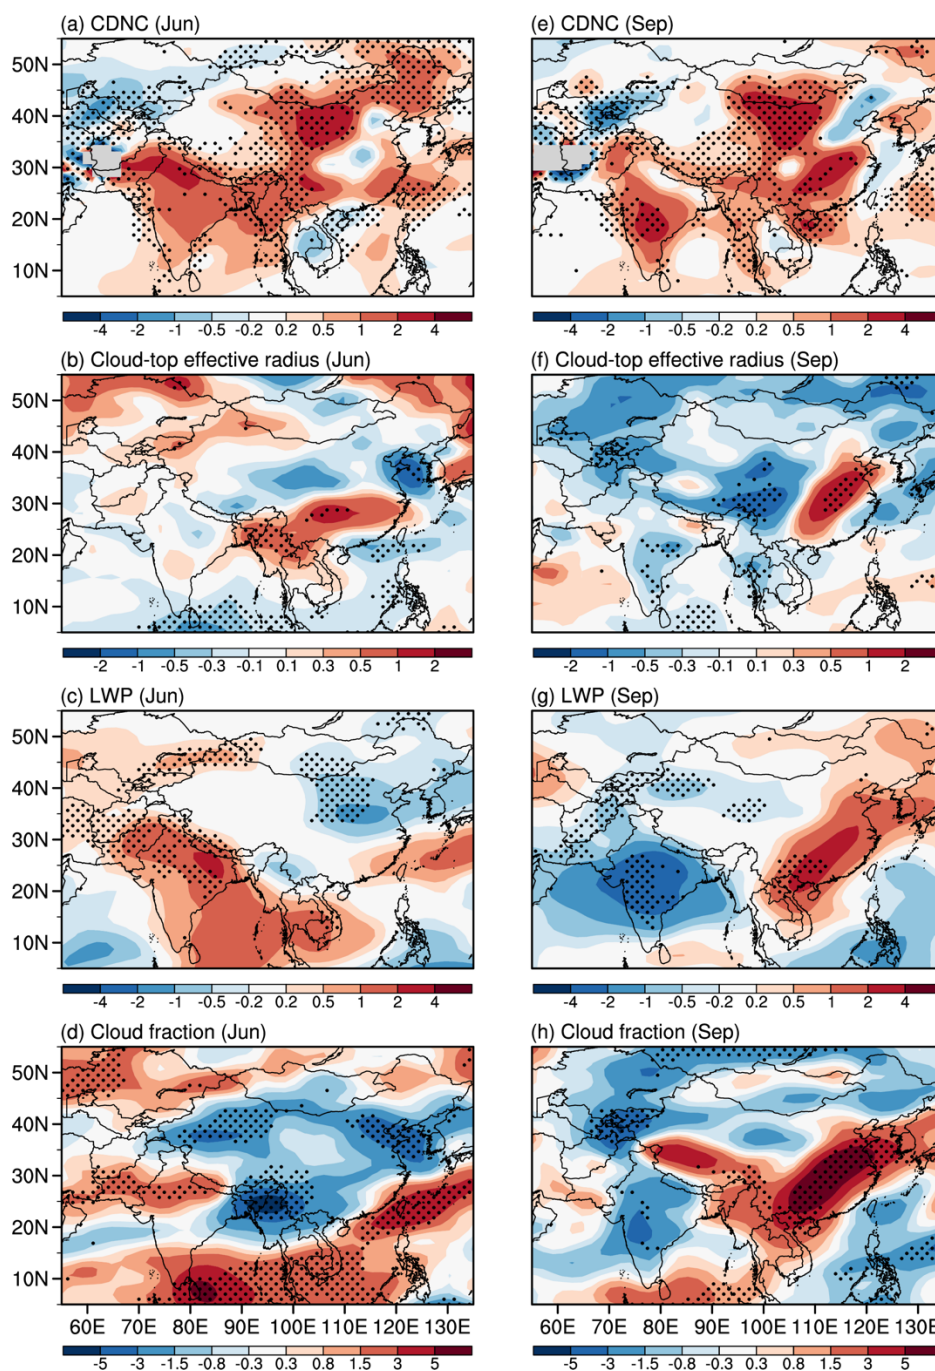 (a) CDNC (Jun)
50N
40N
30N
20N
10N
-4 -2 -1 -0.5 -0.2 0.2 0.5 1 2 4
(b) Cloud-top effective radius (Jun)
50N
40N
30N
20N
10N
-2 -1 -0.5 -0.3 -0.1 0.1 0.3 0.5 1 2
(c) LWP (Jun)
50N
40N
30N
20N
10N
-4 -2 -1 -0.5 -0.2 0.2 0.5 1 2 4
(d) Cloud fraction (Jun)
50N
40N
30N
20N
10N
60E 70E 80E 90E 100E 110E 120E 130E
-5 -3 -1.5 -0.8 -0.3 0.3 0.8 1.5 3 5
(e) CDNC (Sep)
-4 -2 -1 -0.5 -0.2 0.2 0.5 1 2 4
(f) Cloud-top effective radius (Sep)
-2 -1 -0.5 -0.3 -0.1 0.1 0.3 0.5 1 2
(g) LWP (Sep)
-4 -2 -1 -0.5 -0.2 0.2 0.5 1 2 4
(h) Cloud fraction (Sep)
60E 70E 80E 90E 100E 110E 120E 130E
-5 -3 -1.5 -0.8 -0.3 0.3 0.8 1.5 3 5